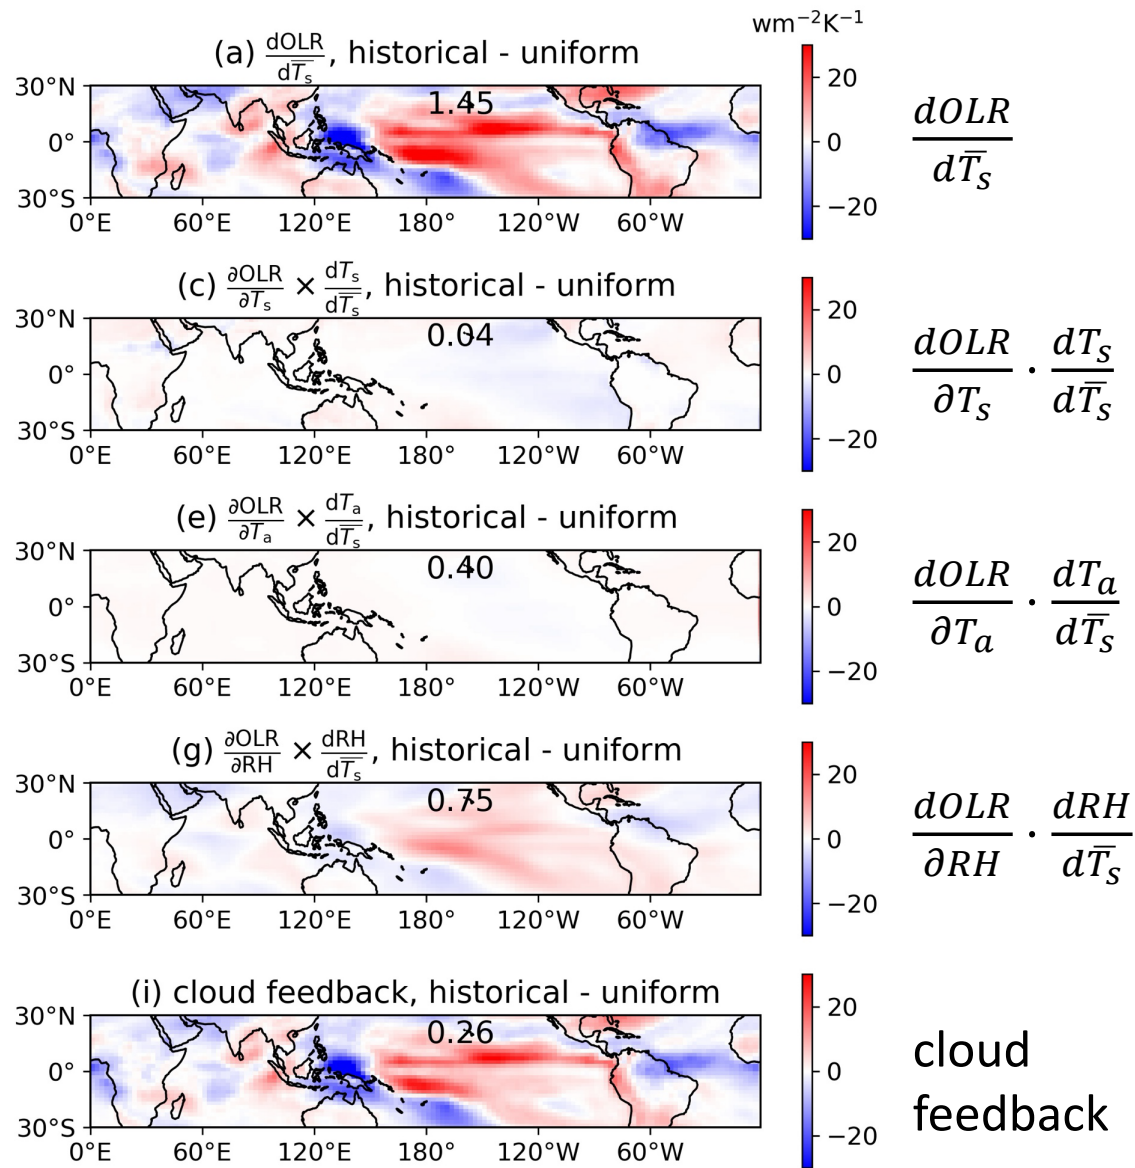 wm⁻²K⁻¹
(a) dOLR/dT̅ₛ, historical - uniform
1.45
30°N
0°
30°S
0°E 60°E 120°E 180° 120°W 60°W
20
0
−20
dOLR/dT̅ₛ
(c) ∂OLR/∂Tₛ × dTₛ/dT̅ₛ, historical - uniform
0.04
30°N
0°
30°S
0°E 60°E 120°E 180° 120°W 60°W
20
0
−20
dOLR/∂Tₛ · dTₛ/dT̅ₛ
(e) ∂OLR/∂Tₐ × dTₐ/dT̅ₛ, historical - uniform
0.40
30°N
0°
30°S
0°E 60°E 120°E 180° 120°W 60°W
20
0
−20
dOLR/∂Tₐ · dTₐ/dT̅ₛ
(g) ∂OLR/∂RH × dRH/dT̅ₛ, historical - uniform
0.75
30°N
0°
30°S
0°E 60°E 120°E 180° 120°W 60°W
20
0
−20
dOLR/∂RH · dRH/dT̅ₛ
(i) cloud feedback, historical - uniform
0.26
30°N
0°
30°S
0°E 60°E 120°E 180° 120°W 60°W
20
0
−20
cloud
feedback